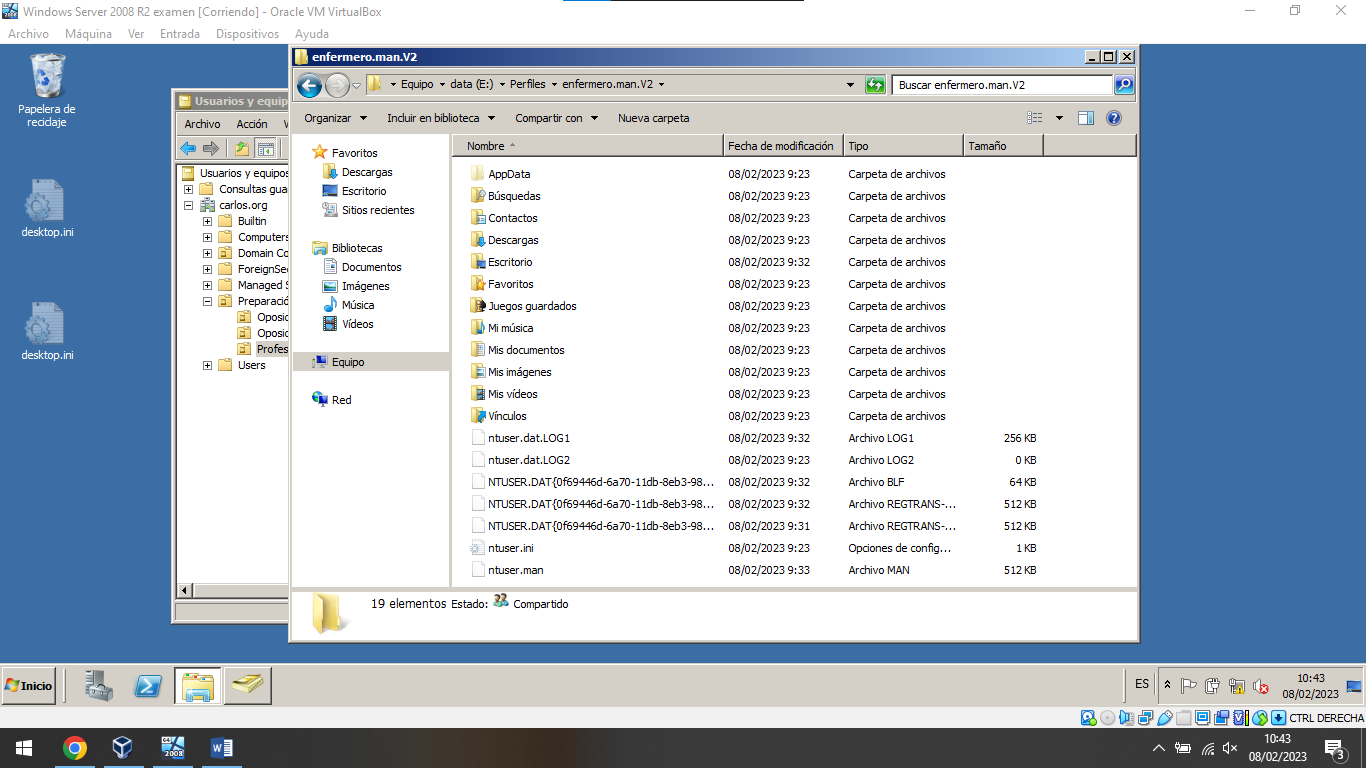 Windows Server 2008 R2 examen [Corriendo] - Oracle VM VirtualBox
Archivo Máquina Ver Entrada Dispositivos Ayuda
Papelera de
reciclaje
desktop.ini
desktop.ini
Usuarios y equip
Archivo Acción
Usuarios y equipos
Consultas gua
carlos.org
Builtin
Computers
Domain Co
ForeignSec
Managed S
Preparació
Oposic
Oposic
Profes
Users
enfermero.man.V2
Equipo data (E:) Perfiles enfermero.man.V2
Buscar enfermero.man.V2
Organizar Incluir en biblioteca Compartir con Nueva carpeta
Favoritos
Descargas
Escritorio
Sitios recientes
Bibliotecas
Documentos
Imágenes
Música
Vídeos
Equipo
Red
Nombre Fecha de modificación Tipo Tamaño
AppData 08/02/2023 9:23 Carpeta de archivos
Búsquedas 08/02/2023 9:23 Carpeta de archivos
Contactos 08/02/2023 9:23 Carpeta de archivos
Descargas 08/02/2023 9:23 Carpeta de archivos
Escritorio 08/02/2023 9:32 Carpeta de archivos
Favoritos 08/02/2023 9:23 Carpeta de archivos
Juegos guardados 08/02/2023 9:23 Carpeta de archivos
Mi música 08/02/2023 9:23 Carpeta de archivos
Mis documentos 08/02/2023 9:23 Carpeta de archivos
Mis imágenes 08/02/2023 9:23 Carpeta de archivos
Mis vídeos 08/02/2023 9:23 Carpeta de archivos
Vínculos 08/02/2023 9:23 Carpeta de archivos
ntuser.dat.LOG1 08/02/2023 9:32 Archivo LOG1 256 KB
ntuser.dat.LOG2 08/02/2023 9:23 Archivo LOG2 0 KB
NTUSER.DAT{0f69446d-6a70-11db-8eb3-98... 08/02/2023 9:32 Archivo BLF 64 KB
NTUSER.DAT{0f69446d-6a70-11db-8eb3-98... 08/02/2023 9:32 Archivo REGTRANS-... 512 KB
NTUSER.DAT{0f69446d-6a70-11db-8eb3-98... 08/02/2023 9:31 Archivo REGTRANS-... 512 KB
ntuser.ini 08/02/2023 9:23 Opciones de config... 1 KB
ntuser.man 08/02/2023 9:33 Archivo MAN 512 KB
19 elementos Estado: Compartido
Inicio
ES
10:43
08/02/2023
CTRL DERECHA
10:43
08/02/2023
3